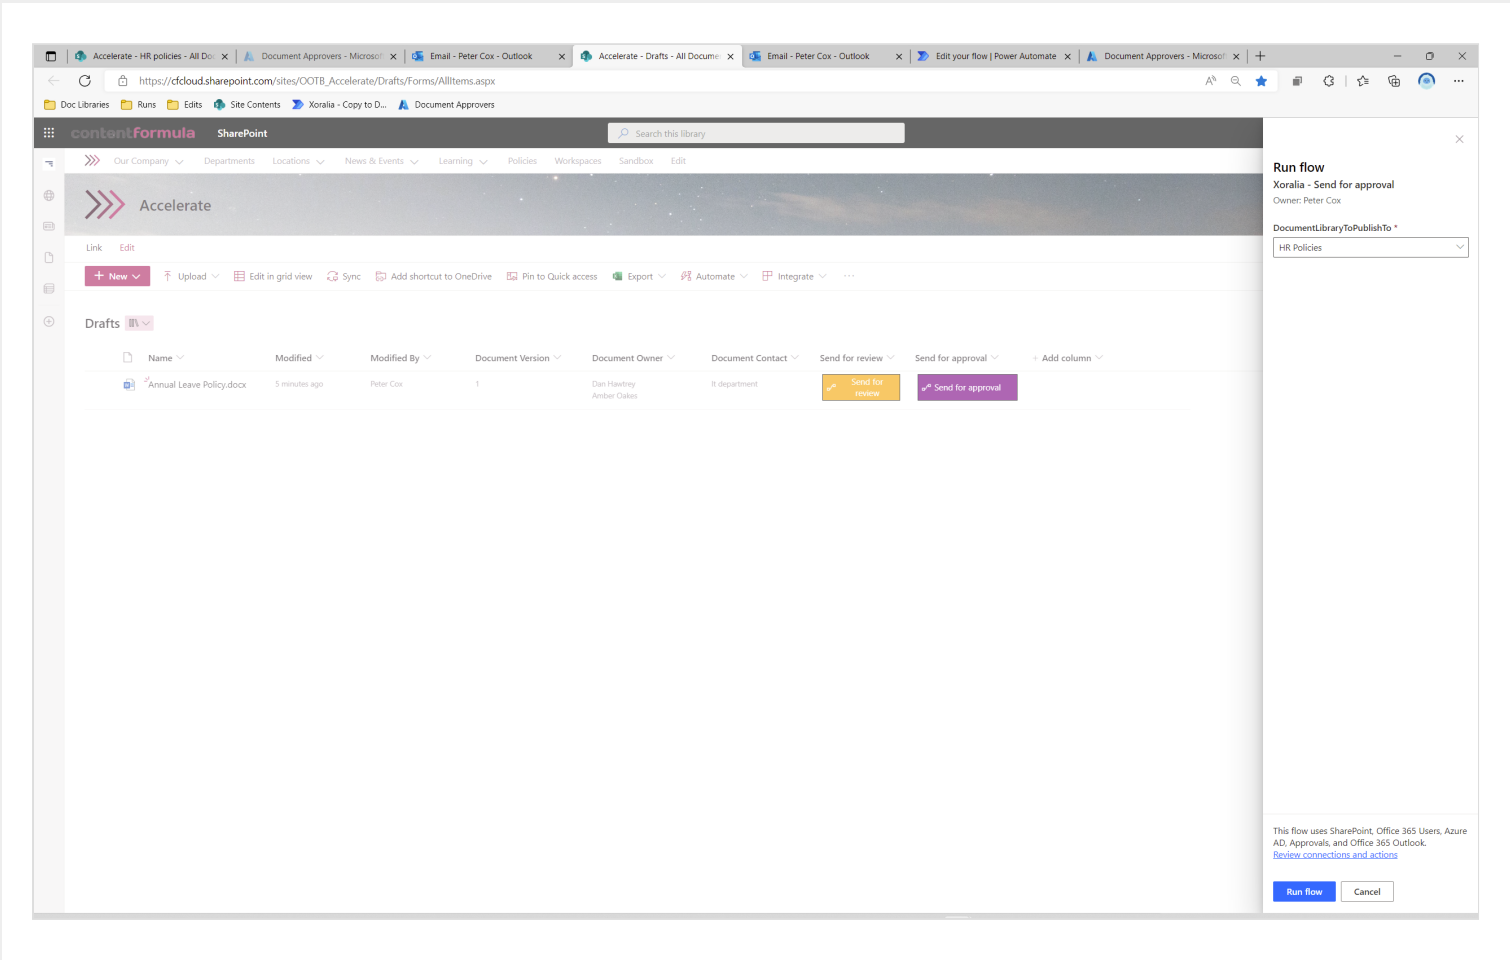 Accelerate - HR policies - All Do
Document Approvers - Microsof
Email - Peter Cox - Outlook
Accelerate - Drafts - All Docume
Email - Peter Cox - Outlook
Edit your flow | Power Automate
Document Approvers - Microsof
https://cfcloud.sharepoint.com/sites/OOTB_Accelerate/Drafts/Forms/AllItems.aspx
Doc Libraries
Runs
Edits
Site Contents
Xoralia - Copy to D...
Document Approvers
contentformula
SharePoint
Search this library
Our Company
Departments
Locations
News & Events
Learning
Policies
Workspaces
Sandbox
Edit
Accelerate
Link
Edit
+ New
Upload
Edit in grid view
Sync
Add shortcut to OneDrive
Pin to Quick access
Export
Automate
Integrate
...
Drafts
Name
Modified
Modified By
Document Version
Document Owner
Document Contact
Send for review
Send for approval
+ Add column
Annual Leave Policy.docx
5 minutes ago
Peter Cox
1
Dan Hawtrey
Amber Oakes
It department
Send for
review
Send for approval
Run flow
Xoralia - Send for approval
Owner: Peter Cox
DocumentLibraryToPublishTo *
HR Policies
This flow uses SharePoint, Office 365 Users, Azure
AD, Approvals, and Office 365 Outlook.
Review connections and actions
Run flow
Cancel